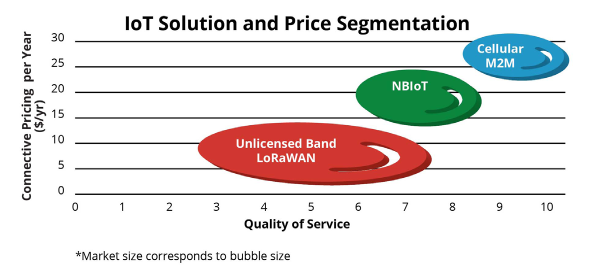 IoT Solution and Price Segmentation
Connective Pricing per Year
($/yr)
30
25
20
15
10
5
0
Cellular
M2M
NBIoT
Unlicensed Band
LoRaWAN
0 1 2 3 4 5 6 7 8 9 10
Quality of Service
*Market size corresponds to bubble size